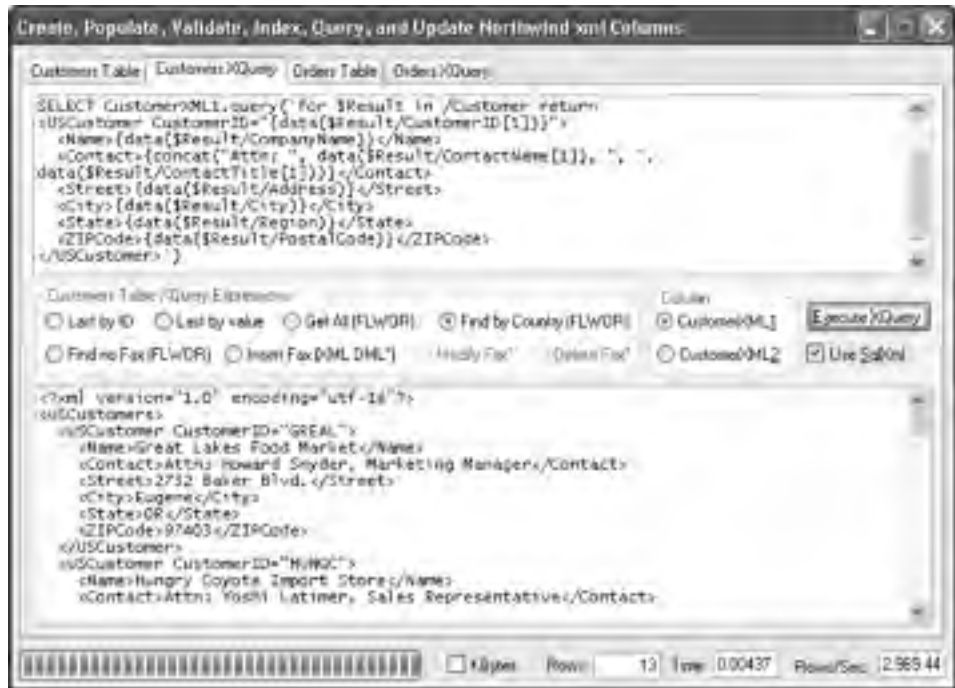 Create, Populate, Validate, Index, Query, and Update Northwind xml Columns
Customers Table Customers XQuery Orders Table Orders XQuery
SELECT CustomerXML1.query('for $Result in /Customer return
<USCustomer CustomerID="{data($Result/CustomerID[1])}">
<Name>{data($Result/CompanyName)}</Name>
<Contact>{concat("Attn: ", data($Result/ContactName[1]), ", ",
data($Result/ContactTitle[1]))}</Contact>
<Street>{data($Result/Address)}</Street>
<City>{data($Result/City)}</City>
<State>{data($Result/Region)}</State>
<ZIPCode>{data($Result/PostalCode)}</ZIPCode>
</USCustomer>')
Customers Table XQuery Expressions Column
Last by ID Last by value Get All (FLWOR) Find by Country (FLWOR) CustomerXML1 Execute XQuery
Find no Fax (FLWOR) Insert Fax (XML DML*) Modify Fax* Delete Fax* CustomerXML2 Use SqlXml
<?xml version="1.0" encoding="utf-16"?>
<USCustomers>
<USCustomer CustomerID="GREAL">
<Name>Great Lakes Food Market</Name>
<Contact>Attn: Howard Snyder, Marketing Manager</Contact>
<Street>2732 Baker Blvd.</Street>
<City>Eugene</City>
<State>OR</State>
<ZIPCode>97403</ZIPCode>
</USCustomer>
<USCustomer CustomerID="HUNGC">
<Name>Hungry Coyote Import Store</Name>
<Contact>Attn: Yoshi Latimer, Sales Representative</Contact>
KBytes Rows: 13 Time: 0.00437 Rows/Sec: 2,969.44